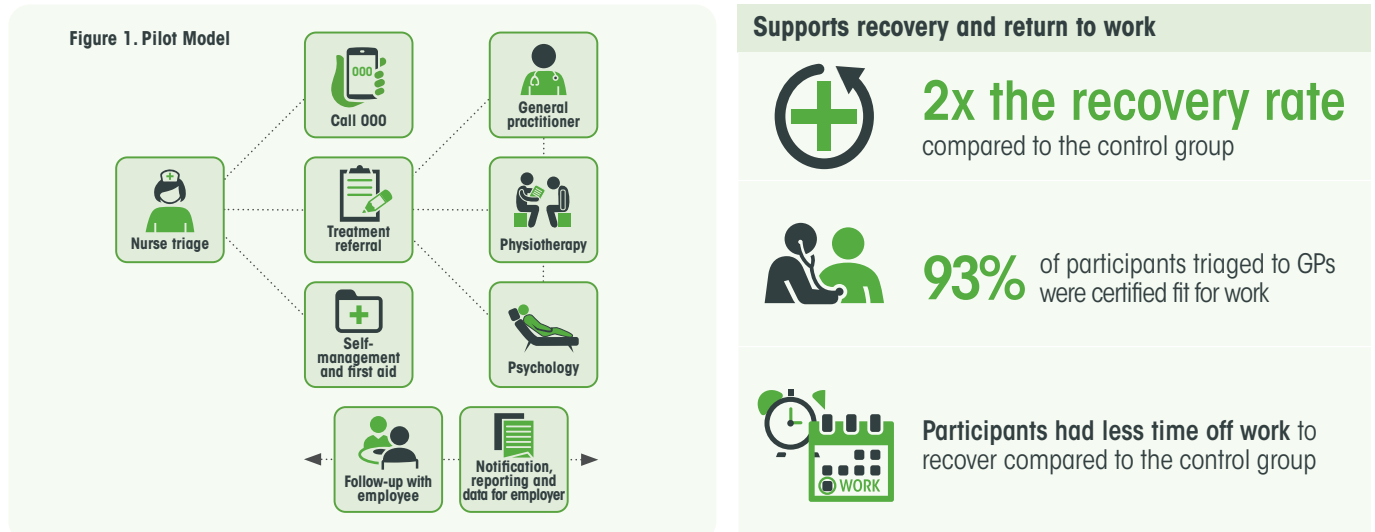 Figure 1. Pilot Model
000
Call 000
General
practitioner
Nurse triage
Treatment
referral
Physiotherapy
Self-
management
and first aid
Psychology
Follow-up with
employee
Notification,
reporting and
data for employer
Supports recovery and return to work
2x the recovery rate
compared to the control group
93% of participants triaged to GPs
were certified fit for work
WORK
Participants had less time off work to
recover compared to the control group